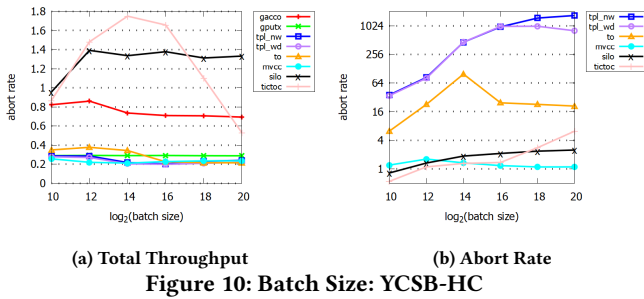 abort rate
1.8
1.6
1.4
1.2
1
0.8
0.6
0.4
0.2
0
10 12 14 16 18 20
log2(batch size)
gacco
gputx
tpl_nw
tpl_wd
to
mvcc
silo
tictoc
(a) Total Throughput
abort rate
1024
256
64
16
4
1
10 12 14 16 18 20
log2(batch size)
tpl_nw
tpl_wd
to
mvcc
silo
tictoc
(b) Abort Rate
Figure 10: Batch Size: YCSB-HC